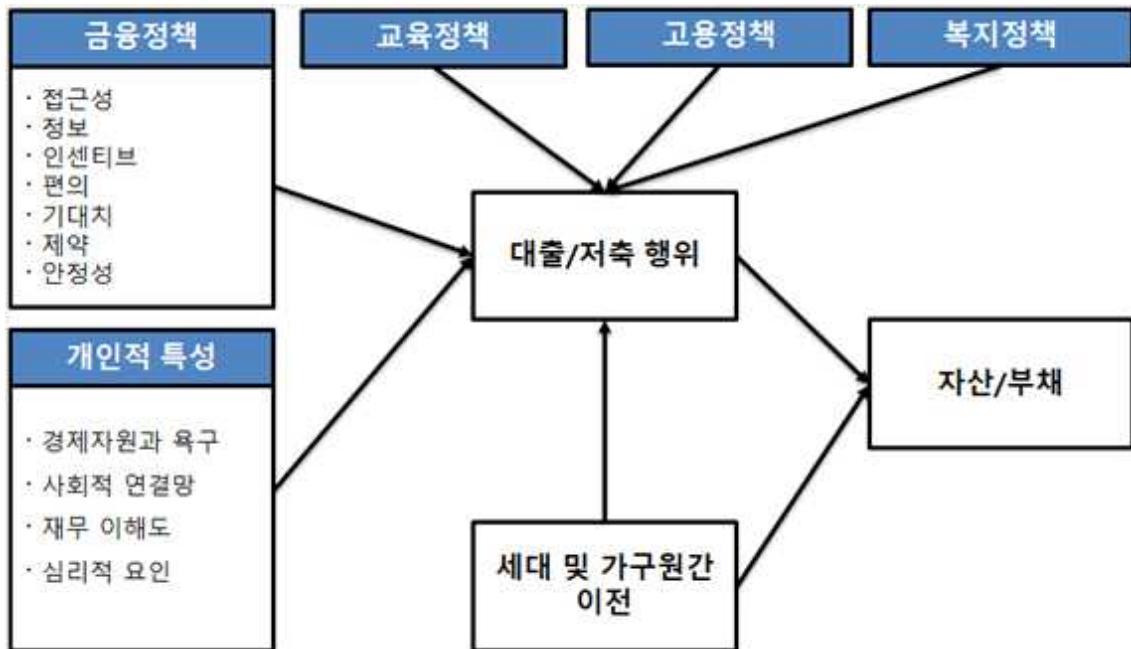 금융정책
· 접근성
· 정보
· 인센티브
· 편의
· 기대치
· 제약
· 안정성
교육정책
고용정책
복지정책
대출/저축 행위
자산/부채
개인적 특성
· 경제자원과 욕구
· 사회적 연결망
· 재무 이해도
· 심리적 요인
세대 및 가구원간
이전